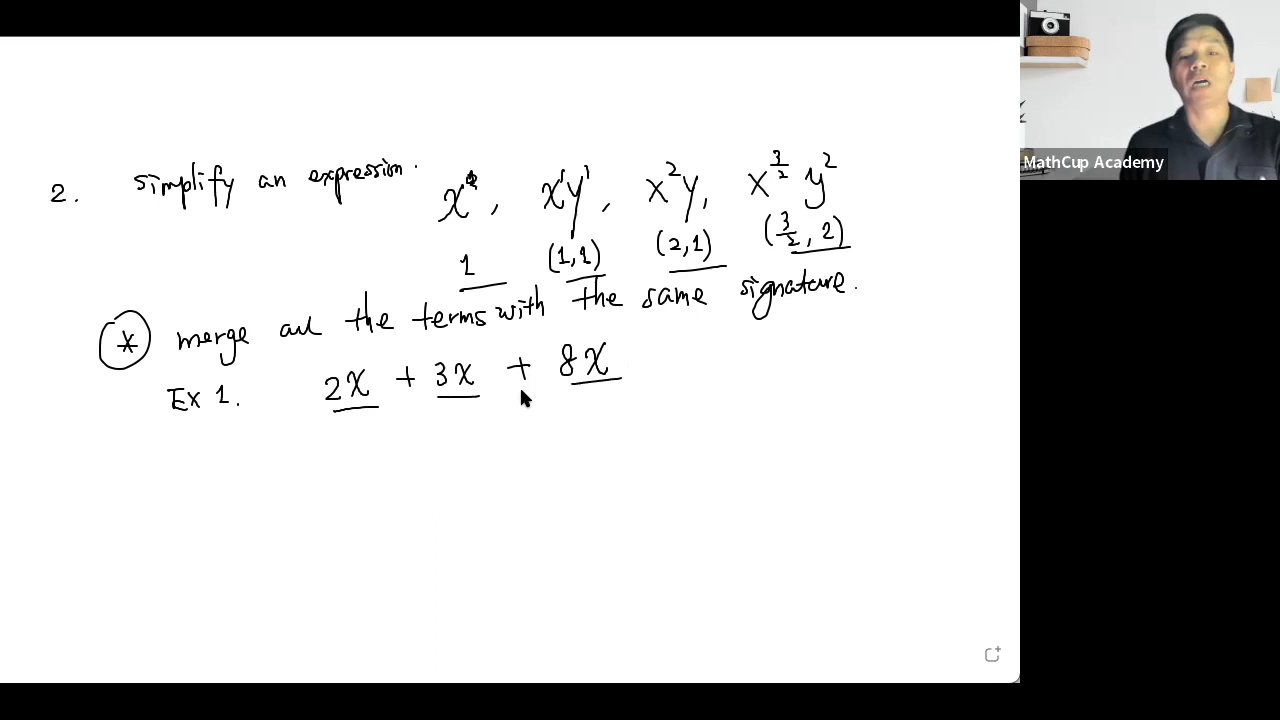 2. simplify an expression. x¹, x¹y¹, x²y, x^(3/2) y²
1 (1,1) (2,1) (3/2, 2)
* merge all the terms with the same signature.
Ex 1. 2x + 3x + 8x
MathCup Academy